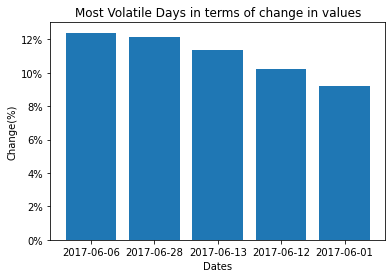 Most Volatile Days in terms of change in values
Change(%)
12%
10%
8%
6%
4%
2%
0%
2017-06-06 2017-06-28 2017-06-13 2017-06-12 2017-06-01
Dates